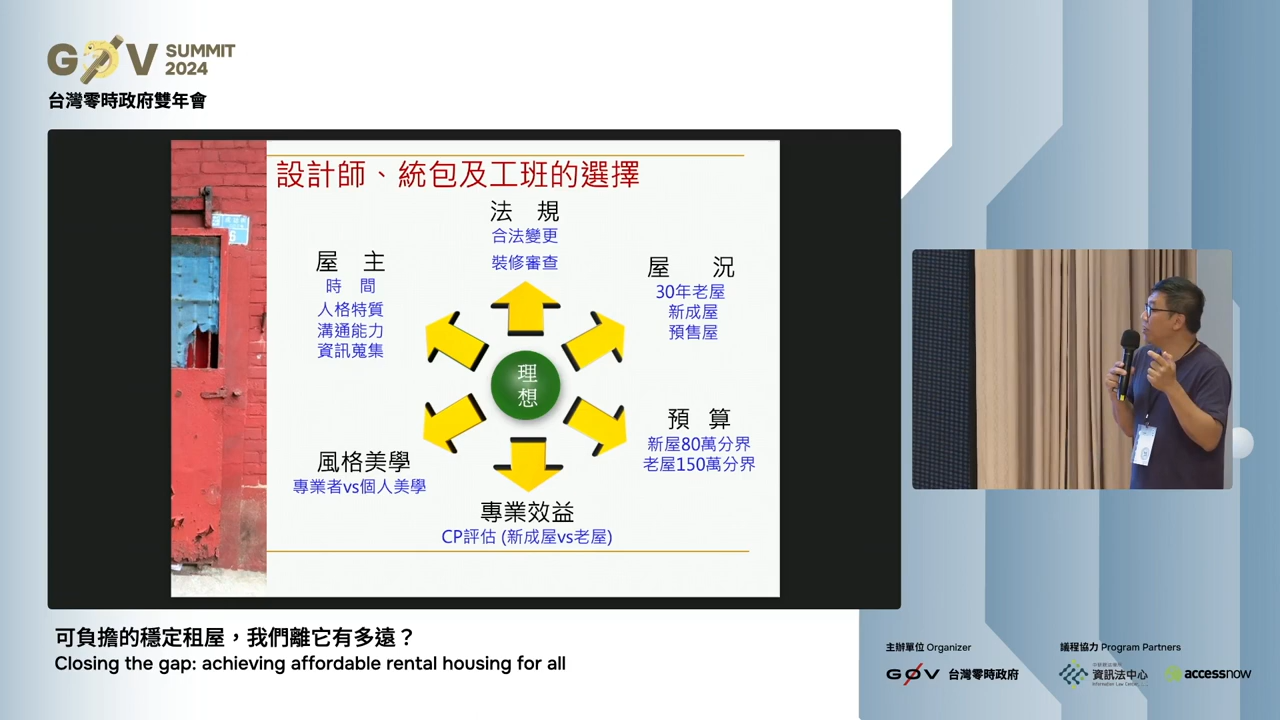 G0V SUMMIT 2024
台灣零時政府雙年會
設計師、統包及工班的選擇
法 規
合法變更
裝修審查
屋 主
時 間
人格特質
溝通能力
資訊蒐集
屋 況
30年老屋
新成屋
預售屋
理想
預 算
新屋80萬分界
老屋150萬分界
風格美學
專業者vs個人美學
專業效益
CP評估 (新成屋vs老屋)
可負擔的穩定租屋，我們離它有多遠？
Closing the gap: achieving affordable rental housing for all
主辦單位 Organizer
G0V 台灣零時政府
議程協力 Program Partners
資訊法中心
Information Law Center
accessnow